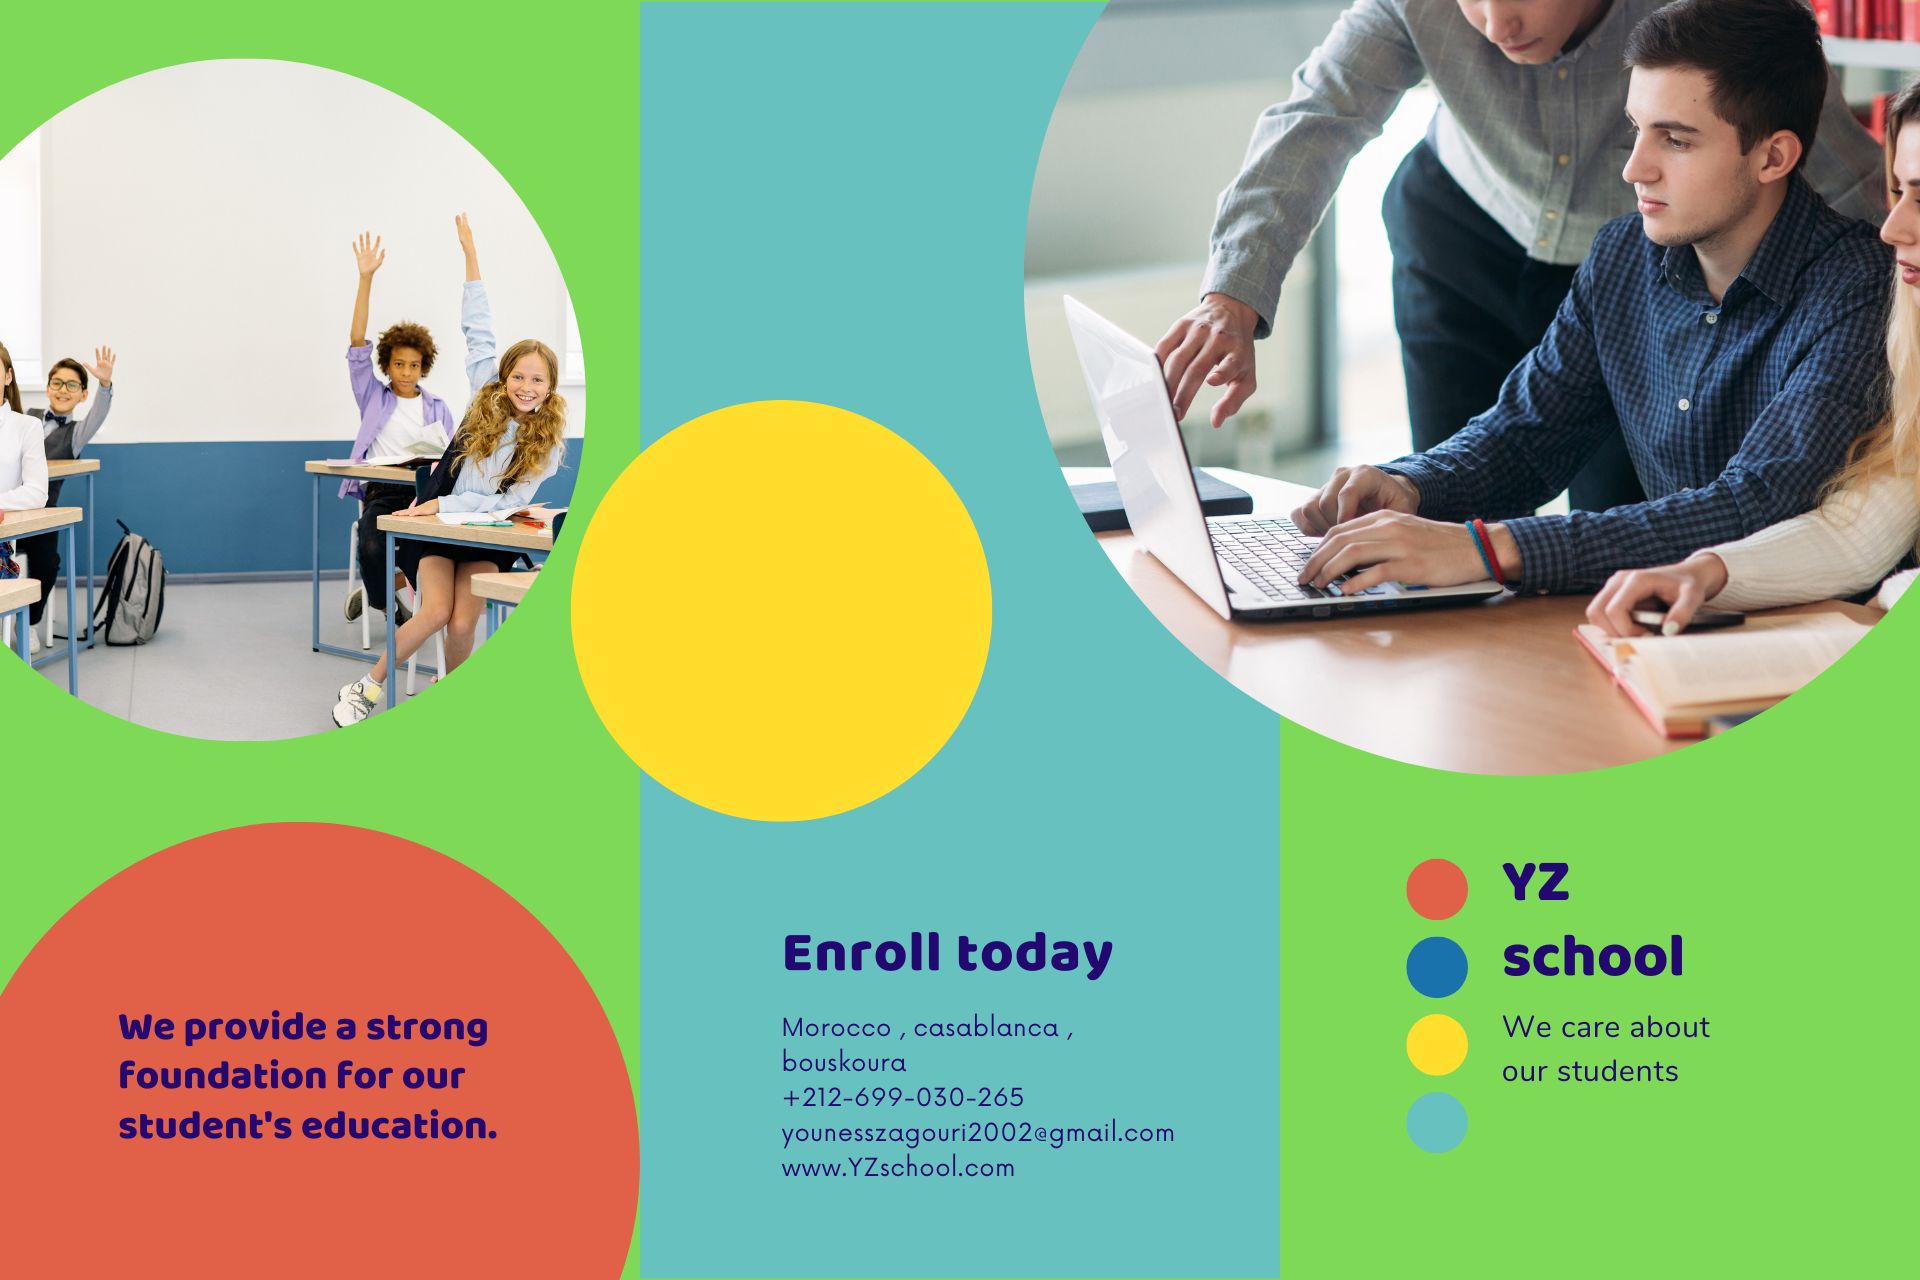 We provide a strong
foundation for our
student's education.
Enroll today
Morocco , casablanca ,
bouskoura
+212-699-030-265
younesszagouri2002@gmail.com
www.YZschool.com
YZ
school
We care about
our students